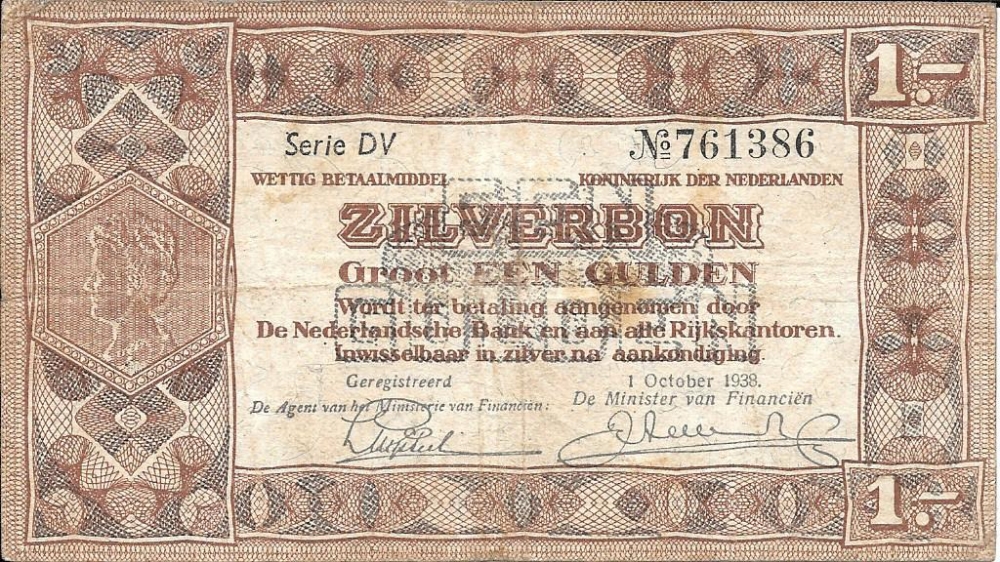 1.-
Serie DV № 761386
WETTIG BETAALMIDDEL KONINKRIJK DER NEDERLANDEN
ZILVERBON
Groot EEN GULDEN
Wordt ter betaling aangenomen door
De Nederlandsche Bank en aan alle Rijkskantoren.
Inwisselbaar in zilver na aankondiging.
Geregistreerd 1 October 1938.
De Agent van het Ministerie van Financiën: De Minister van Financiën
1.-